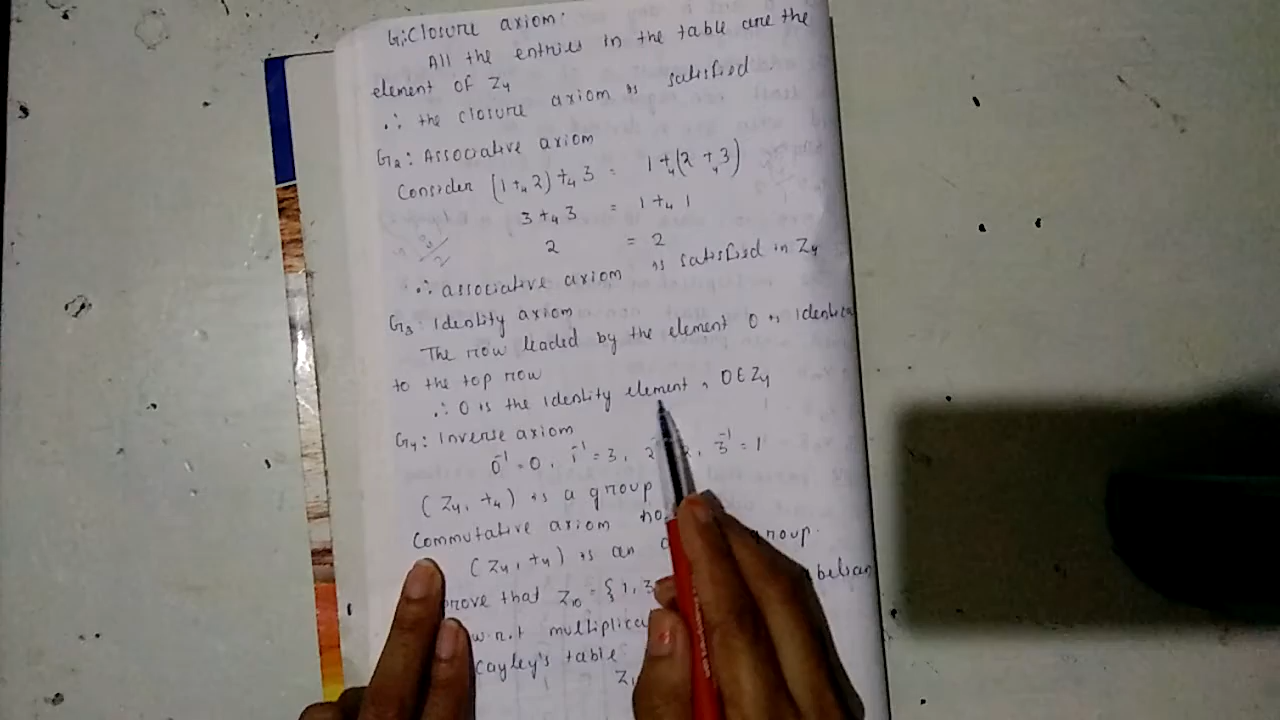 G₁: Closure axiom:
All the entries in the table are the
element of Z₄
∴ the closure axiom is satisfied
G₂: Associative axiom
Consider (1 +₄ 2) +₄ 3 = 1 +₄ (2 +₄ 3)
3 +₄ 3 = 1 +₄ 1
2 = 2
∴ associative axiom is satisfied in Z₄
G₃: Identity axiom
The row leaded by the element 0 is identica
to the top row
∴ 0 is the identity element, 0 ∈ Z₄
G₄: Inverse axiom
0⁻¹ = 0, 1⁻¹ = 3, 2 , 3⁻¹ = 1
(Z₄, +₄) is a group
Commutative axiom ho
(Z₄, +₄) is an group.
prove that Z₁₀ = { 1, 3 belian
w.r.t multiplica
Cayley's table